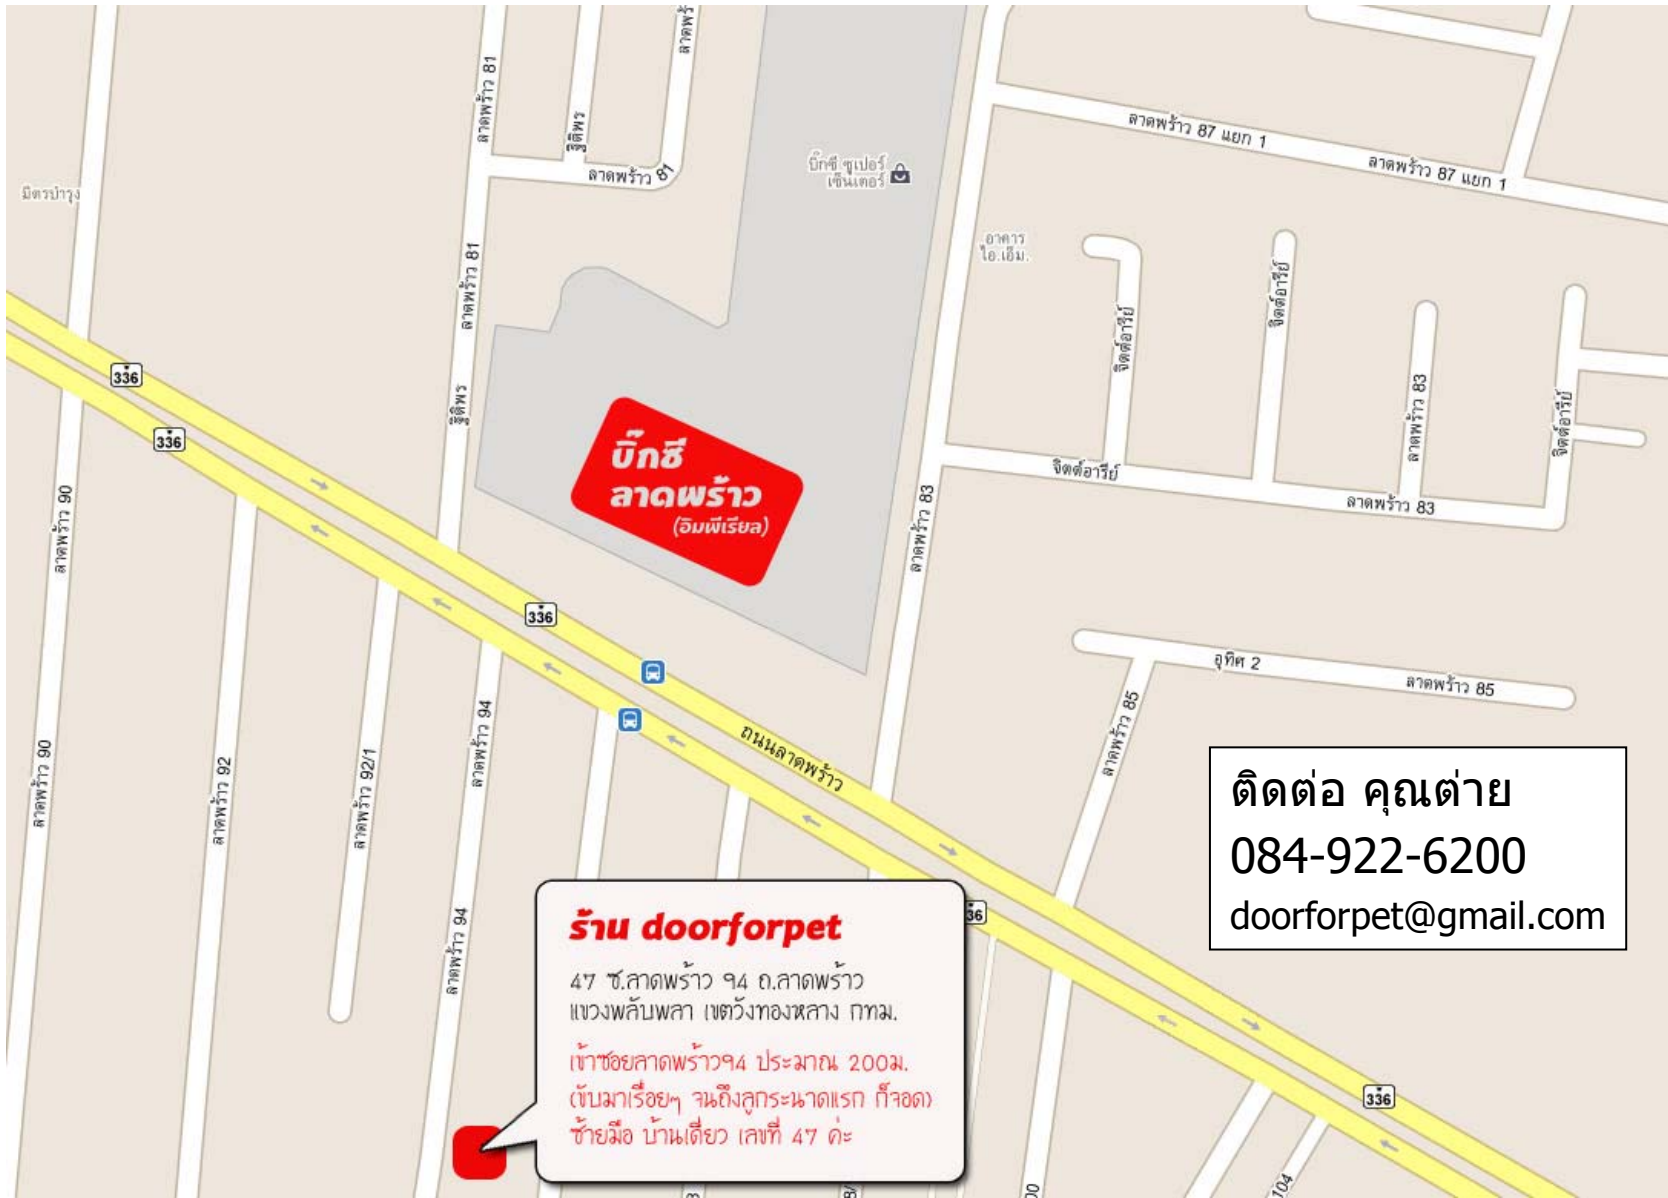 ลาดพร้าว 81
ลาดพร้าว
ฐิติพร
ลาดพร้าว 81
ลาดพร้าว 87 แยก 1
ลาดพร้าว 87 แยก 1
บิ๊กซี ซูเปอร์
เซ็นเตอร์
มิตรบำรุง
อาคาร
ไอ.เอ็ม.
ลาดพร้าว 81
จิตต์อารีย์
จิตต์อารีย์
ลาดพร้าว 83
จิตต์อารีย์
336
ฐิติพร
336
บิ๊กซี
ลาดพร้าว
(อิมพีเรียล)
จิตต์อารีย์
ลาดพร้าว 83
ลาดพร้าว 90
ลาดพร้าว 83
336
อุทิศ 2
ลาดพร้าว 85
ลาดพร้าว 85
ถนนลาดพร้าว
ลาดพร้าว 90
ลาดพร้าว 92
ลาดพร้าว 92/1
ลาดพร้าว 94
ติดต่อ คุณต่าย
084-922-6200
doorforpet@gmail.com
ลาดพร้าว 94
36
ร้าน doorforpet
47 ซ.ลาดพร้าว 94 ถ.ลาดพร้าว
แขวงพลับพลา เขตวังทองหลาง กทม.
เข้าซอยลาดพร้าว94 ประมาณ 200ม.
(ขับมาเรื่อยๆ จนถึงลูกระนาดแรก ก็จอด)
ซ้ายมือ บ้านเดี่ยว เลขที่ 47 ค่ะ
336
8/
00
104